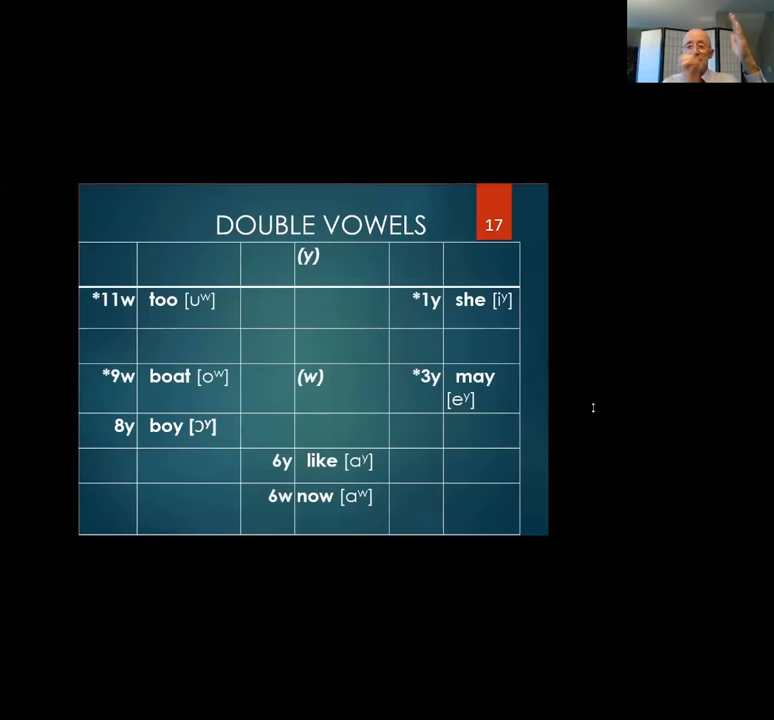 DOUBLE VOWELS
17
(y)
*11w too [uʷ] *1y she [iʸ]
*9w boat [oʷ] (w) *3y may
[eʸ]
8y boy [ɔʸ]
6y like [aʸ]
6w now [aʷ]